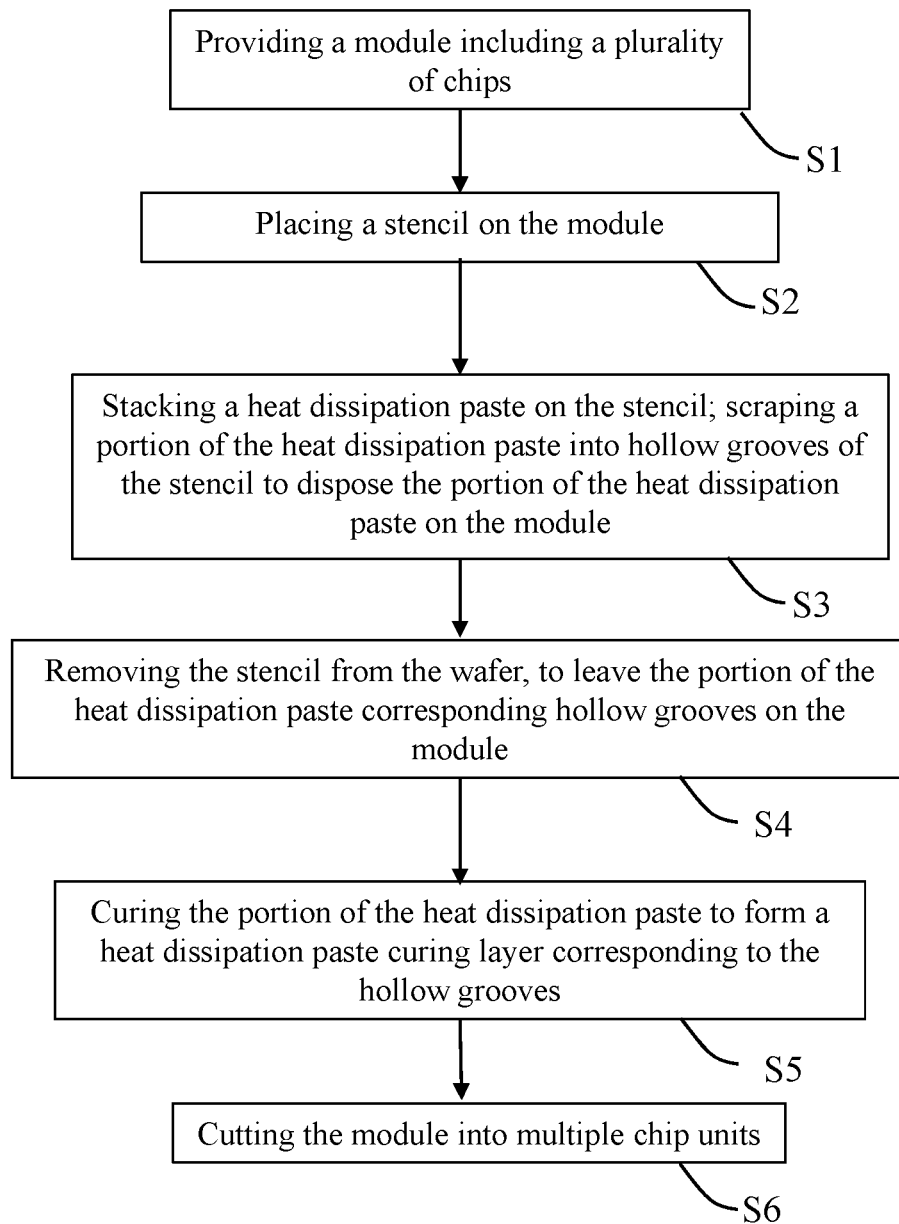 Providing a module including a plurality
of chips
S1
Placing a stencil on the module
S2
Stacking a heat dissipation paste on the stencil; scraping a
portion of the heat dissipation paste into hollow grooves of
the stencil to dispose the portion of the heat dissipation
paste on the module
S3
Removing the stencil from the wafer, to leave the portion of the
heat dissipation paste corresponding hollow grooves on the
module
S4
Curing the portion of the heat dissipation paste to form a
heat dissipation paste curing layer corresponding to the
hollow grooves
S5
Cutting the module into multiple chip units
S6